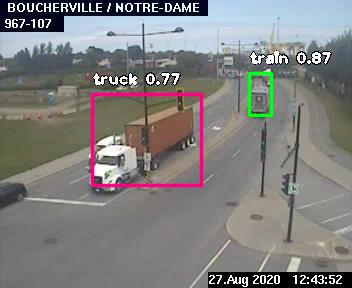 BOUCHERVILLE / NOTRE-DAME
967-107
train 0.87
truck 0.77
27.Aug 2020 12:43:52